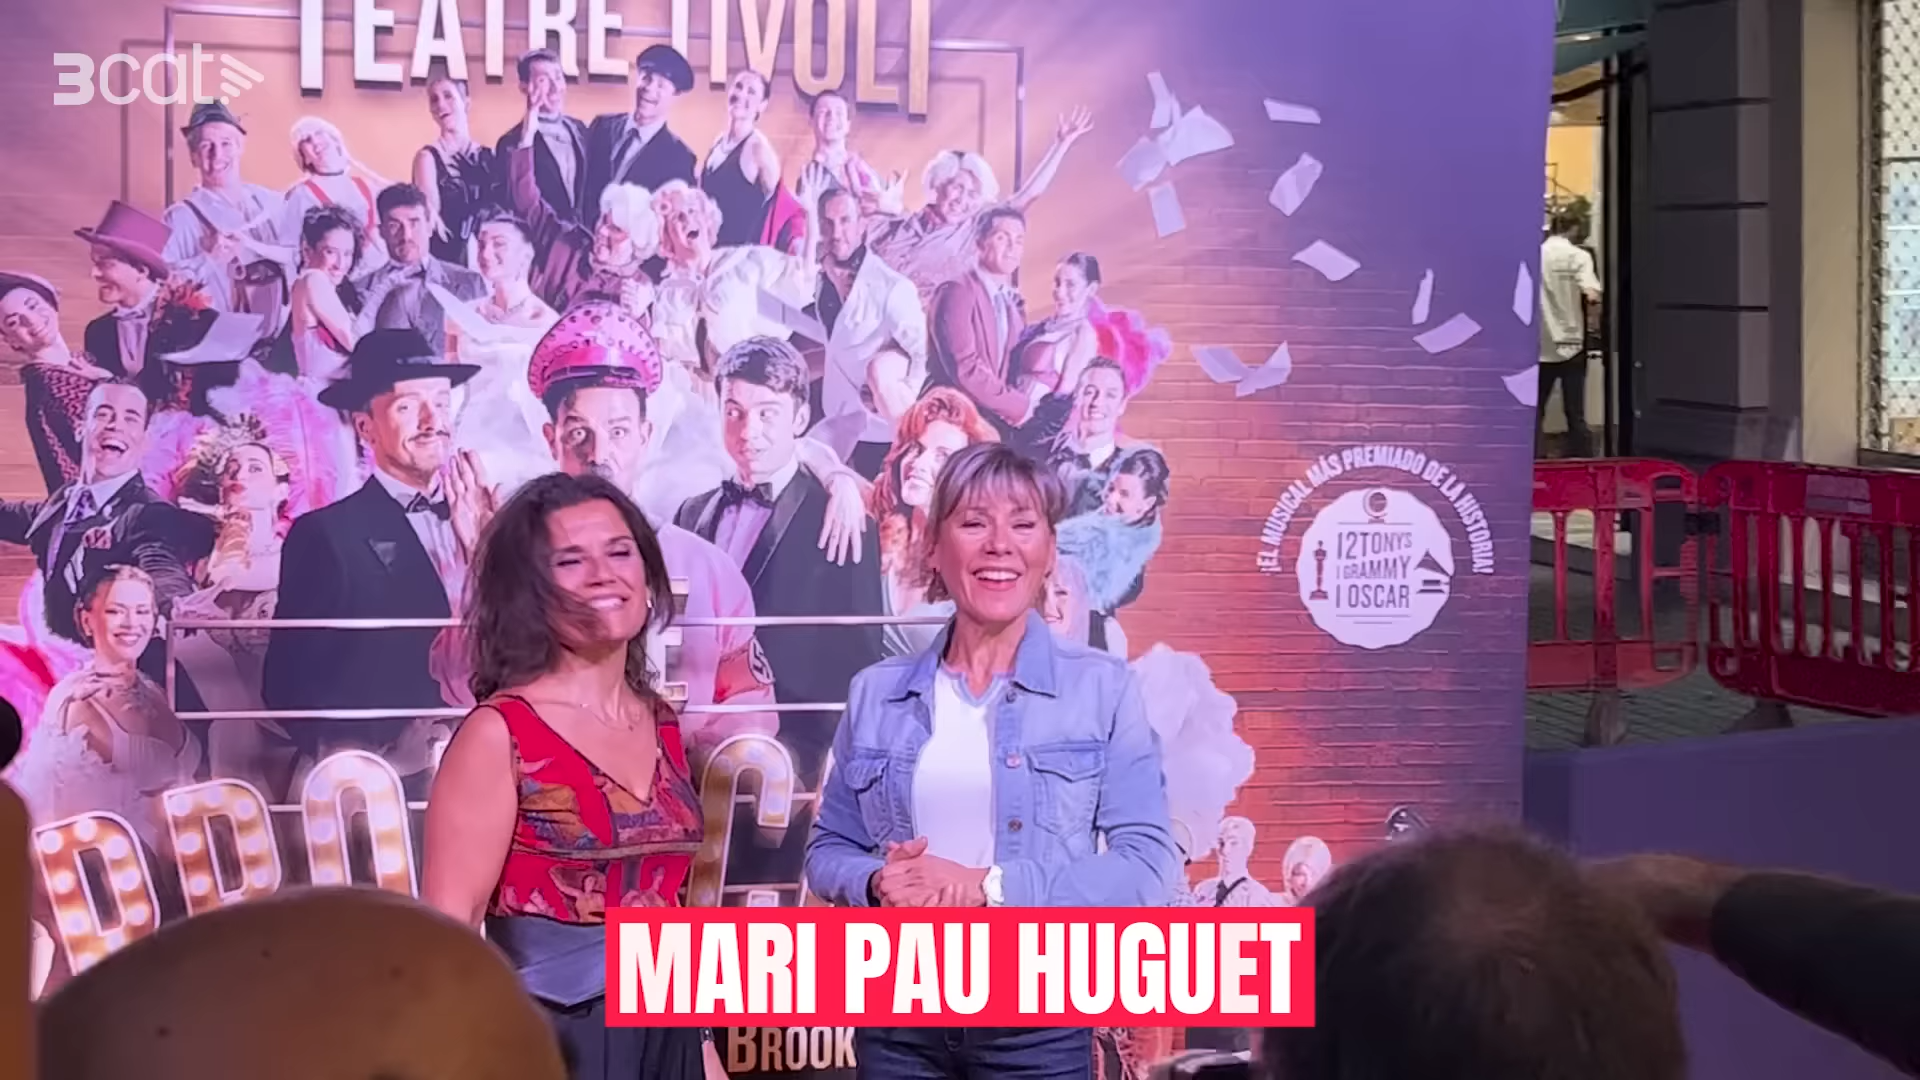 TEATRE TIVOLI
3cat
¡EL MUSICAL MÁS PREMIADO DE LA HISTORIA!
12 TONYS
1 GRAMMY
1 OSCAR
MARI PAU HUGUET
BROOK